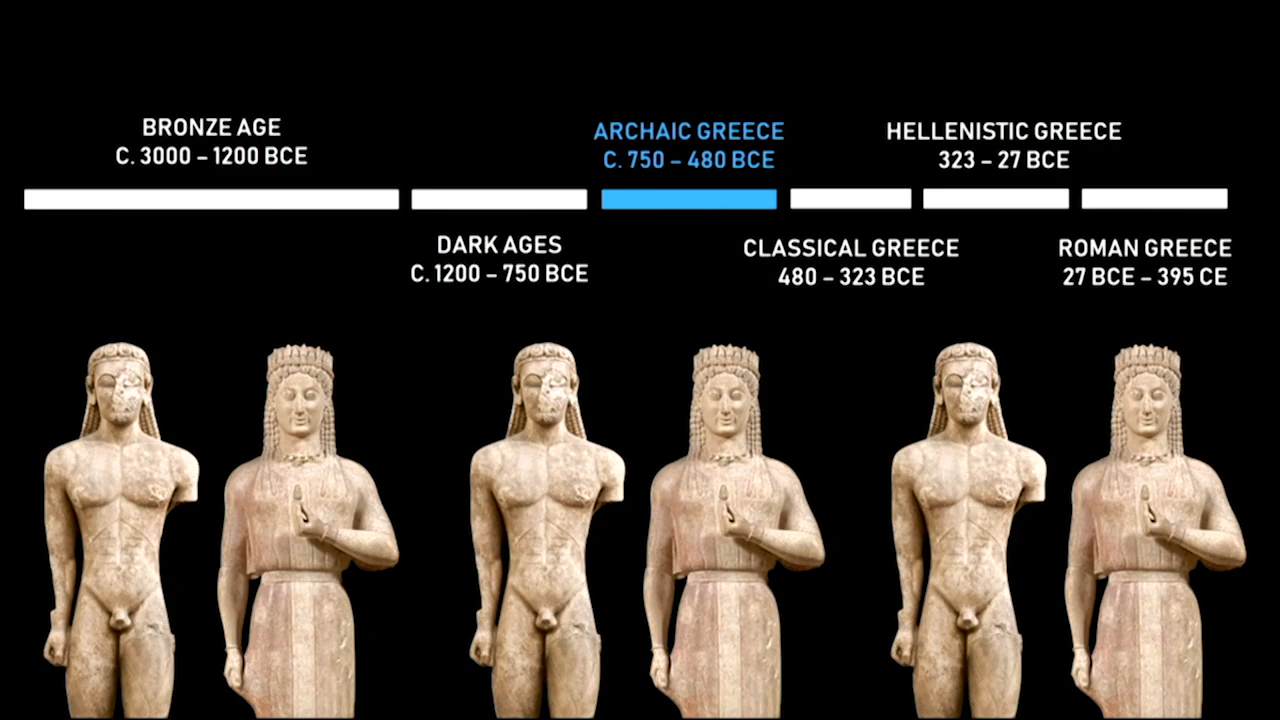 BRONZE AGE
C. 3000 – 1200 BCE
ARCHAIC GREECE
C. 750 – 480 BCE
HELLENISTIC GREECE
323 – 27 BCE
DARK AGES
C. 1200 – 750 BCE
CLASSICAL GREECE
480 – 323 BCE
ROMAN GREECE
27 BCE – 395 CE